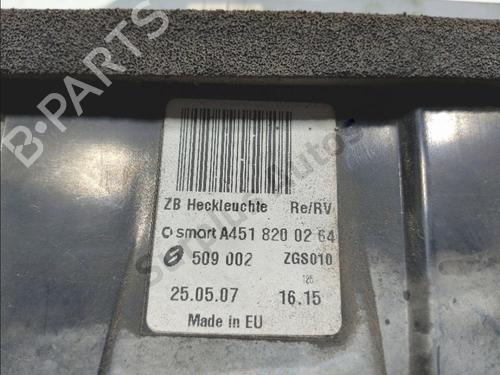 B-PARTS
ZB Heckleuchte Re/RV
smart A451 820 02 64
509 002 ZGS010
125
25.05.07 16.15
Made in EU